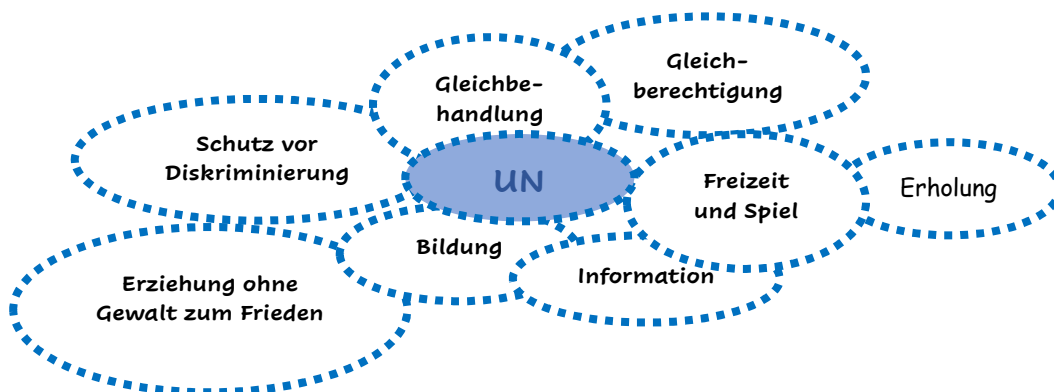 Gleich-
berechtigung
Gleichbe-
handlung
Schutz vor
Diskriminierung
UN
Freizeit
und Spiel
Erholung
Bildung
Information
Erziehung ohne
Gewalt zum Frieden